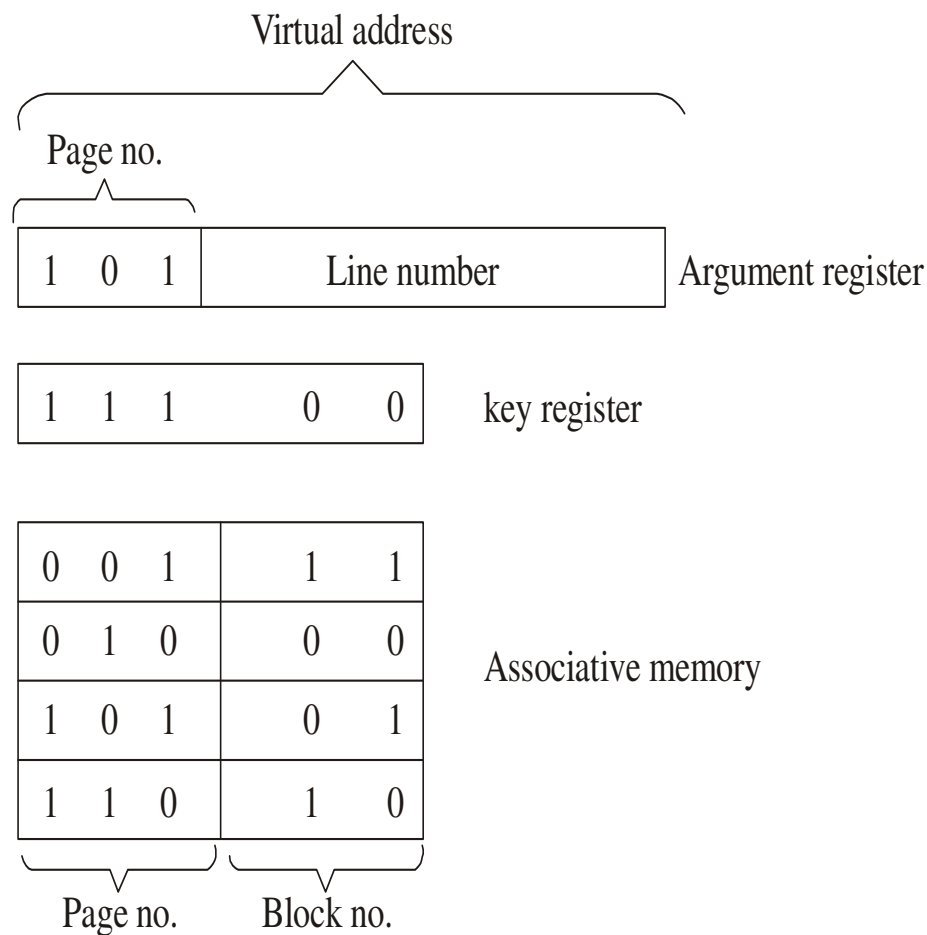 Virtual address
Page no.
1 0 1 Line number Argument register
1 1 1 0 0 key register
0 0 1 1 1
0 1 0 0 0
Associative memory
1 0 1 0 1
1 1 0 1 0
Page no. Block no.